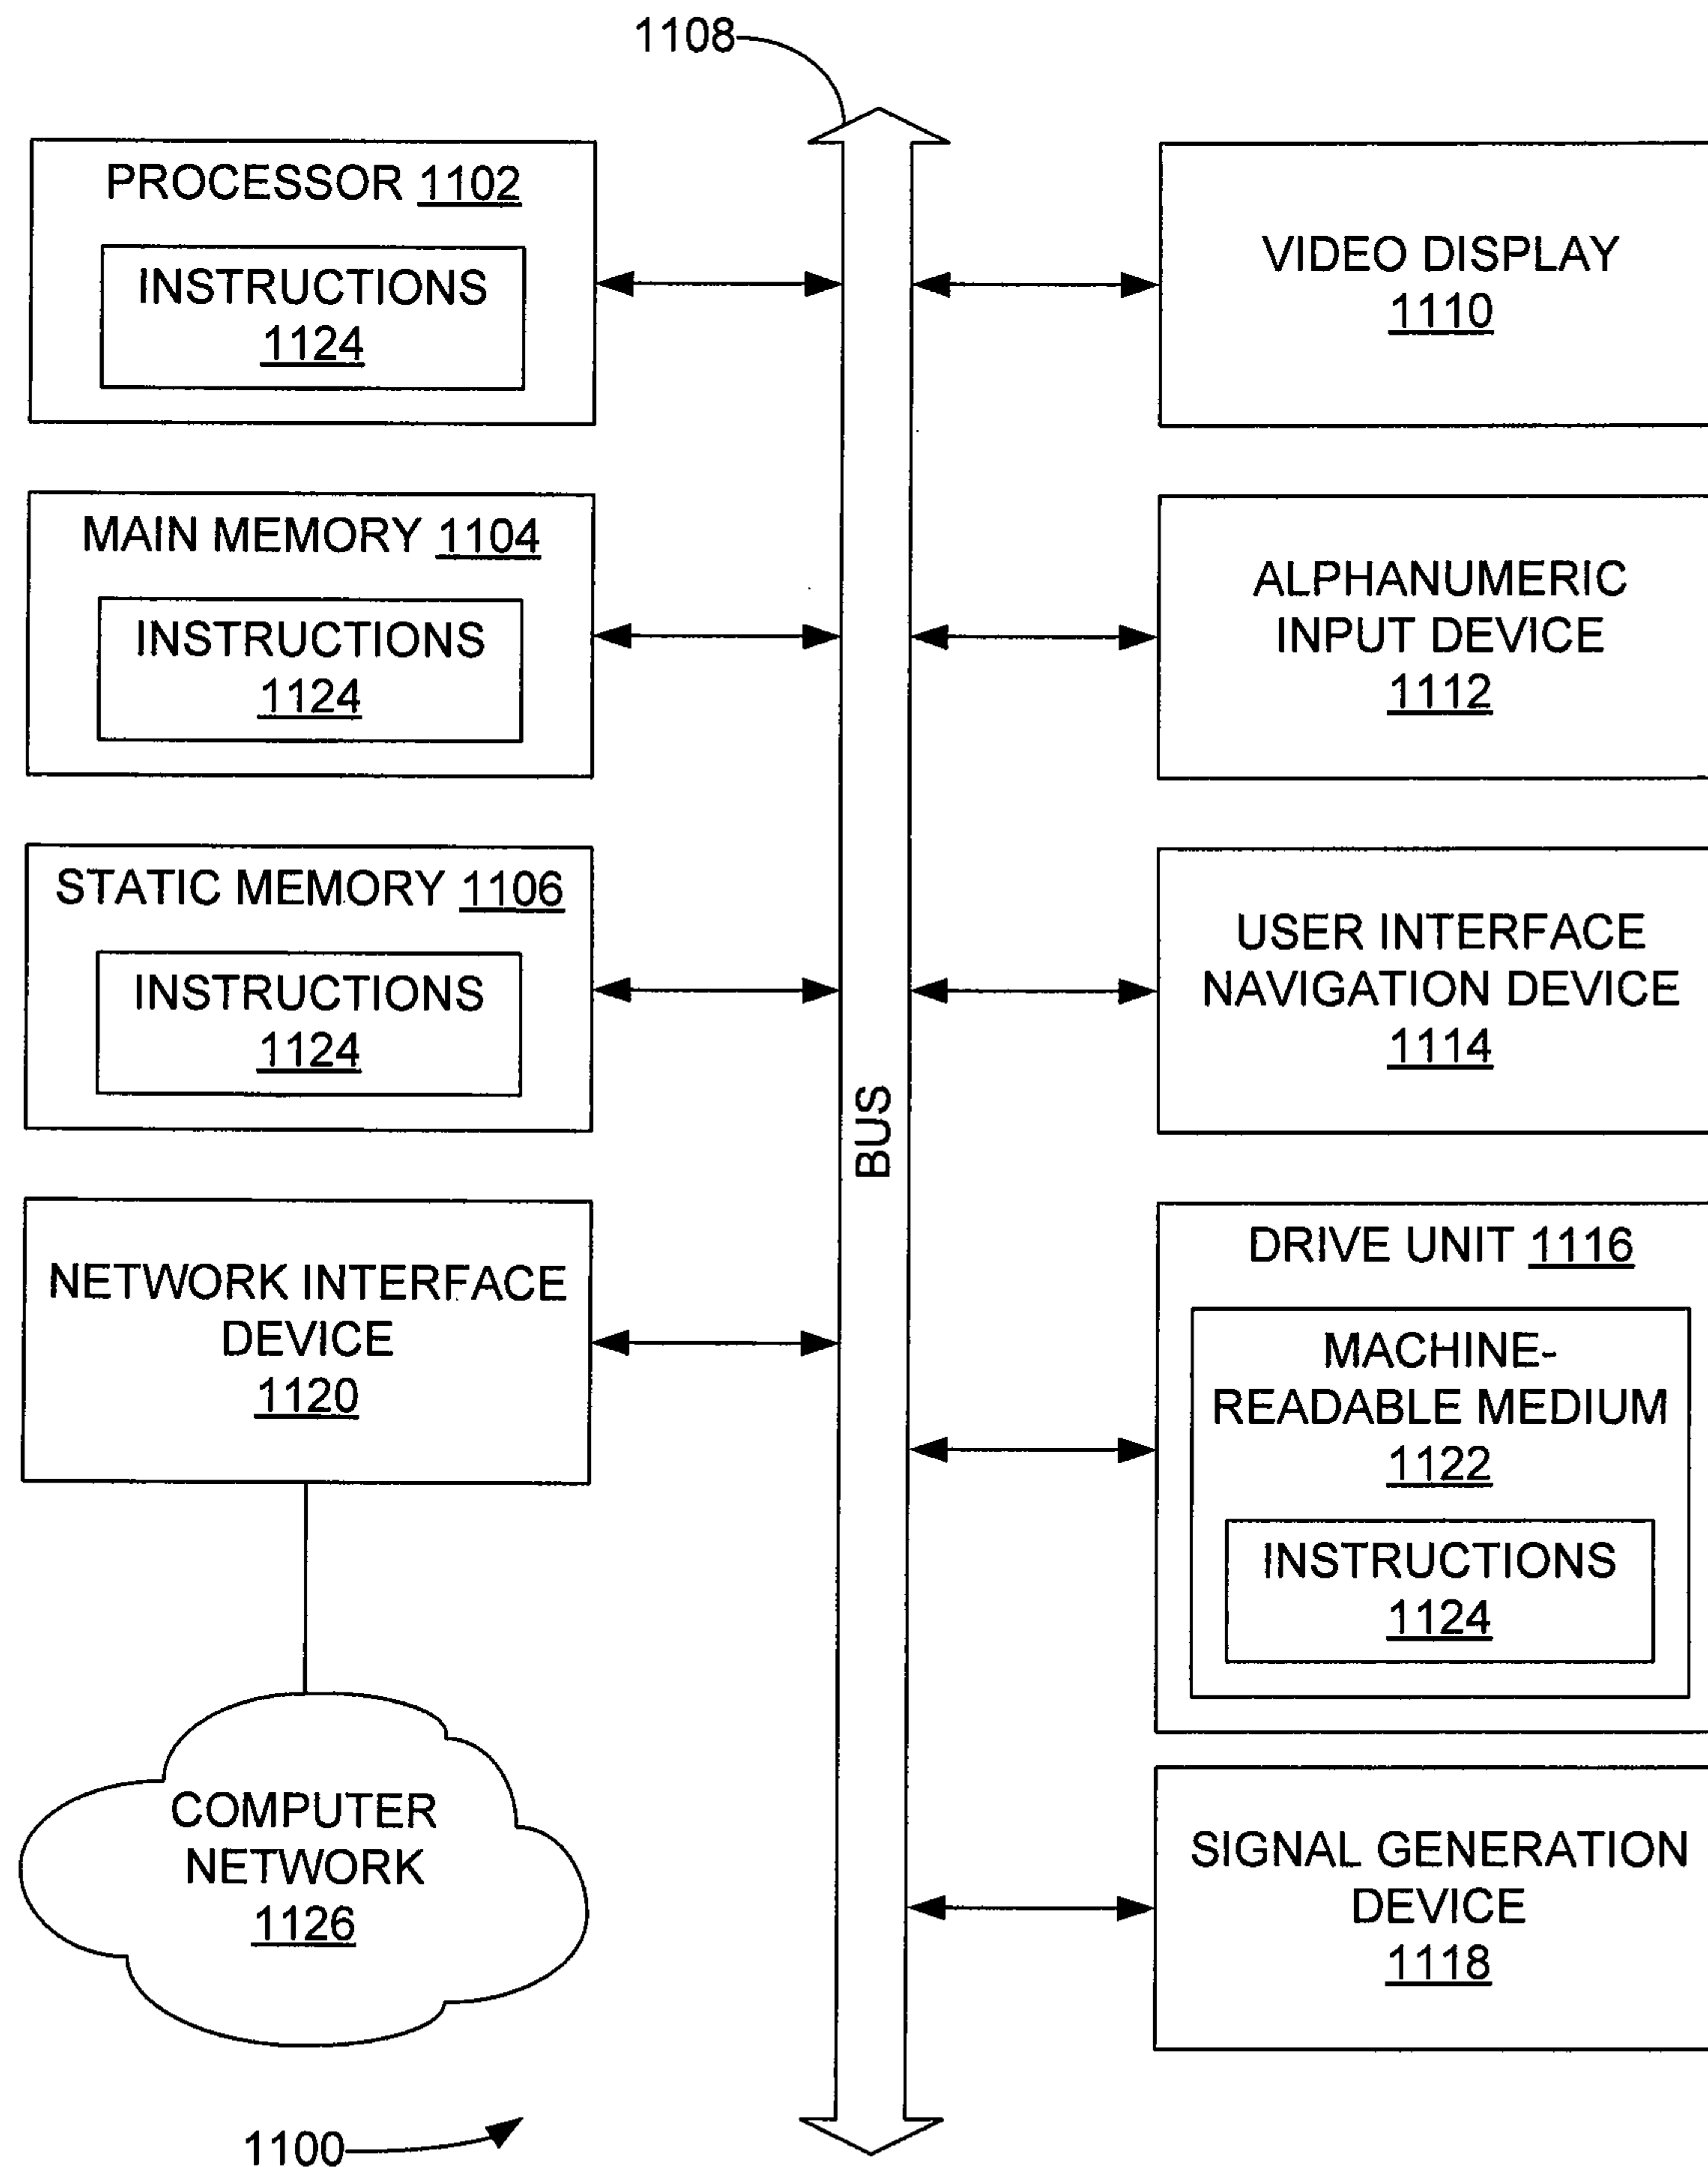 1108
PROCESSOR 1102
INSTRUCTIONS
1124
MAIN MEMORY 1104
INSTRUCTIONS
1124
STATIC MEMORY 1106
INSTRUCTIONS
1124
NETWORK INTERFACE
DEVICE
1120
COMPUTER
NETWORK
1126
1100
BUS
VIDEO DISPLAY
1110
ALPHANUMERIC
INPUT DEVICE
1112
USER INTERFACE
NAVIGATION DEVICE
1114
DRIVE UNIT 1116
MACHINE-
READABLE MEDIUM
1122
INSTRUCTIONS
1124
SIGNAL GENERATION
DEVICE
1118